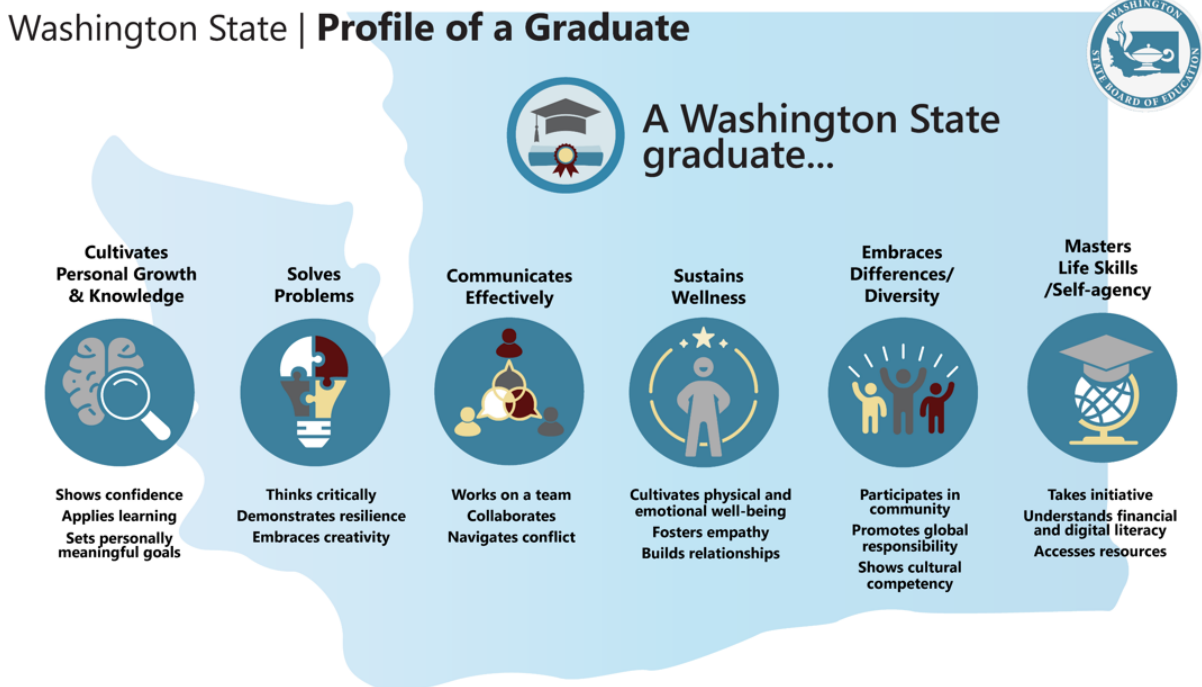 Washington State | Profile of a Graduate
WASHINGTON
STATE BOARD OF EDUCATION
A Washington State
graduate...
Cultivates
Personal Growth
& Knowledge
Shows confidence
Applies learning
Sets personally
meaningful goals
Solves
Problems
Thinks critically
Demonstrates resilience
Embraces creativity
Communicates
Effectively
Works on a team
Collaborates
Navigates conflict
Sustains
Wellness
Cultivates physical and
emotional well-being
Fosters empathy
Builds relationships
Embraces
Differences/
Diversity
Participates in
community
Promotes global
responsibility
Shows cultural
competency
Masters
Life Skills
/Self-agency
Takes initiative
Understands financial
and digital literacy
Accesses resources